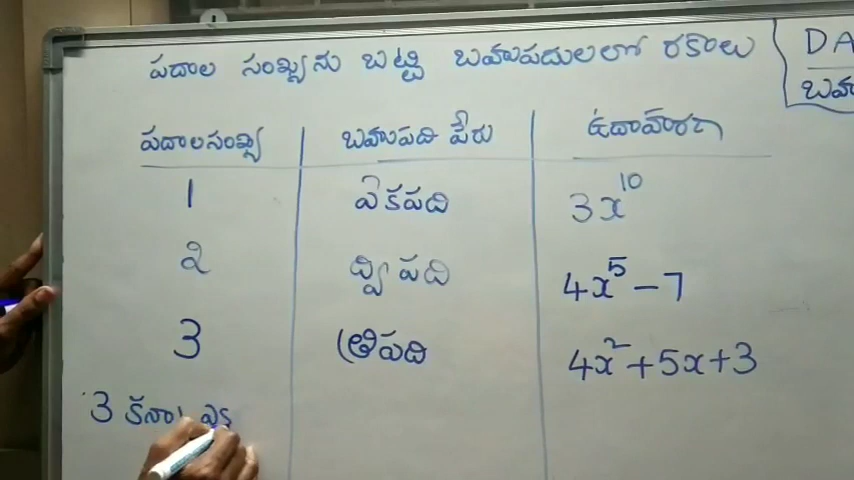 పదాల సంఖ్యను బట్టి బహుపదులలో రకాలు
DA
బహు
పదాలసంఖ్య బహుపది పేరు ఉదాహరణ
1 ఏకపది 3x¹⁰
2 ద్విపది 4x⁵ - 7
3 త్రిపది 4x² + 5x + 3
3 కన్నా ఎక్